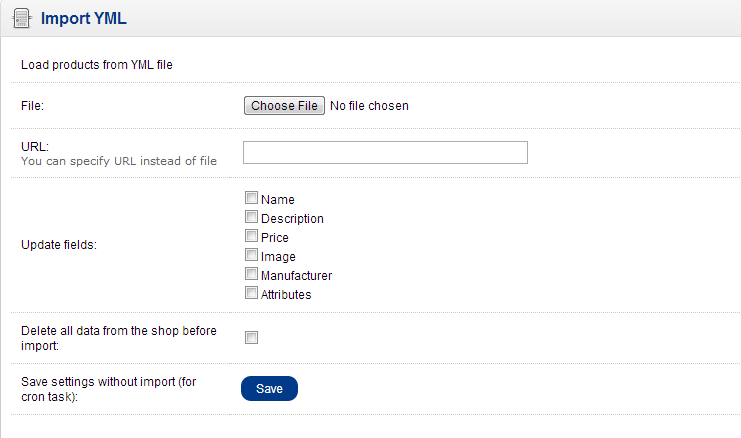 Import YML
Load products from YML file
File:
Choose File No file chosen
URL:
You can specify URL instead of file
Update fields:
Name
Description
Price
Image
Manufacturer
Attributes
Delete all data from the shop before
import:
Save settings without import (for
cron task):
Save